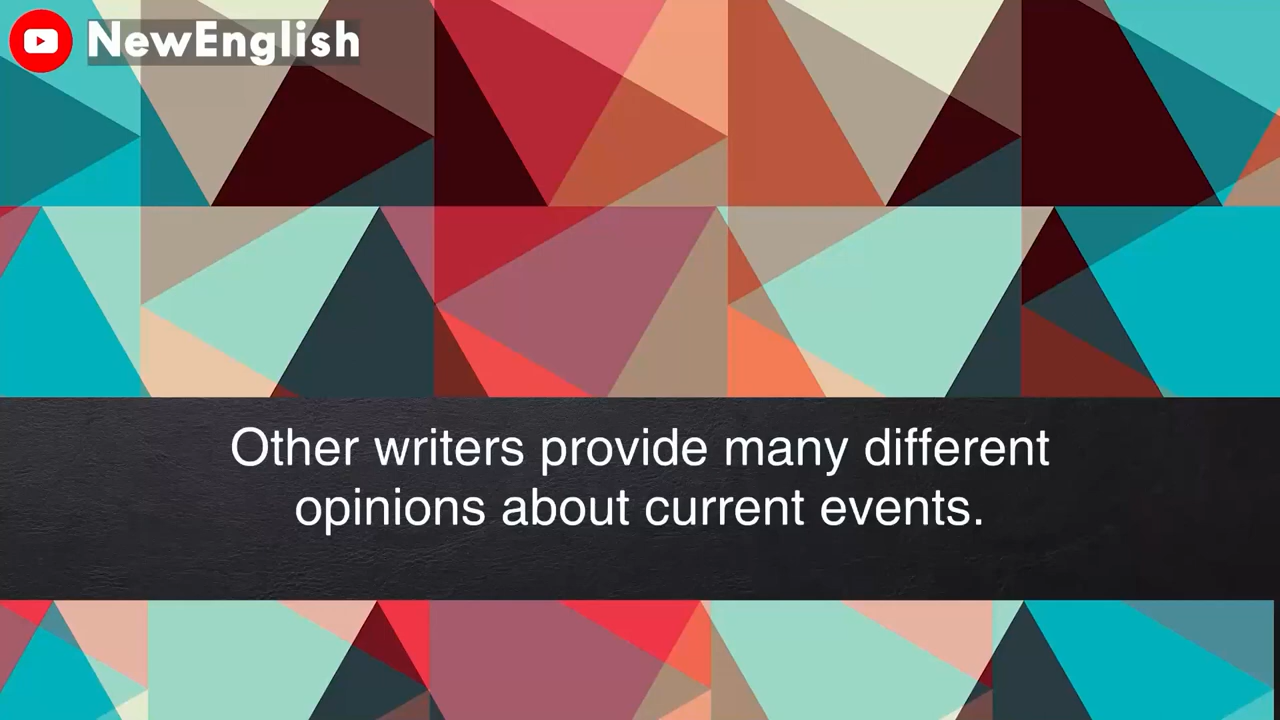 NewEnglish
Other writers provide many different
opinions about current events.